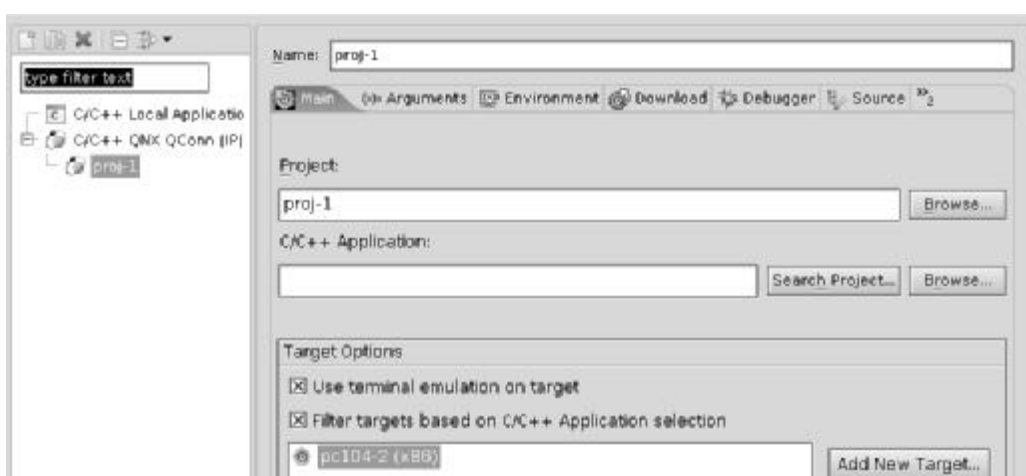 type filter text
C/C++ Local Applicatio
C/C++ QNX QConn (IP)
proj-1
Name: proj-1
Main (x)= Arguments Environment Download Debugger Source »2
Project:
proj-1 Browse...
C/C++ Application:
Search Project... Browse...
Target Options
Use terminal emulation on target
Filter targets based on C/C++ Application selection
pc104-2 (x86) Add New Target...